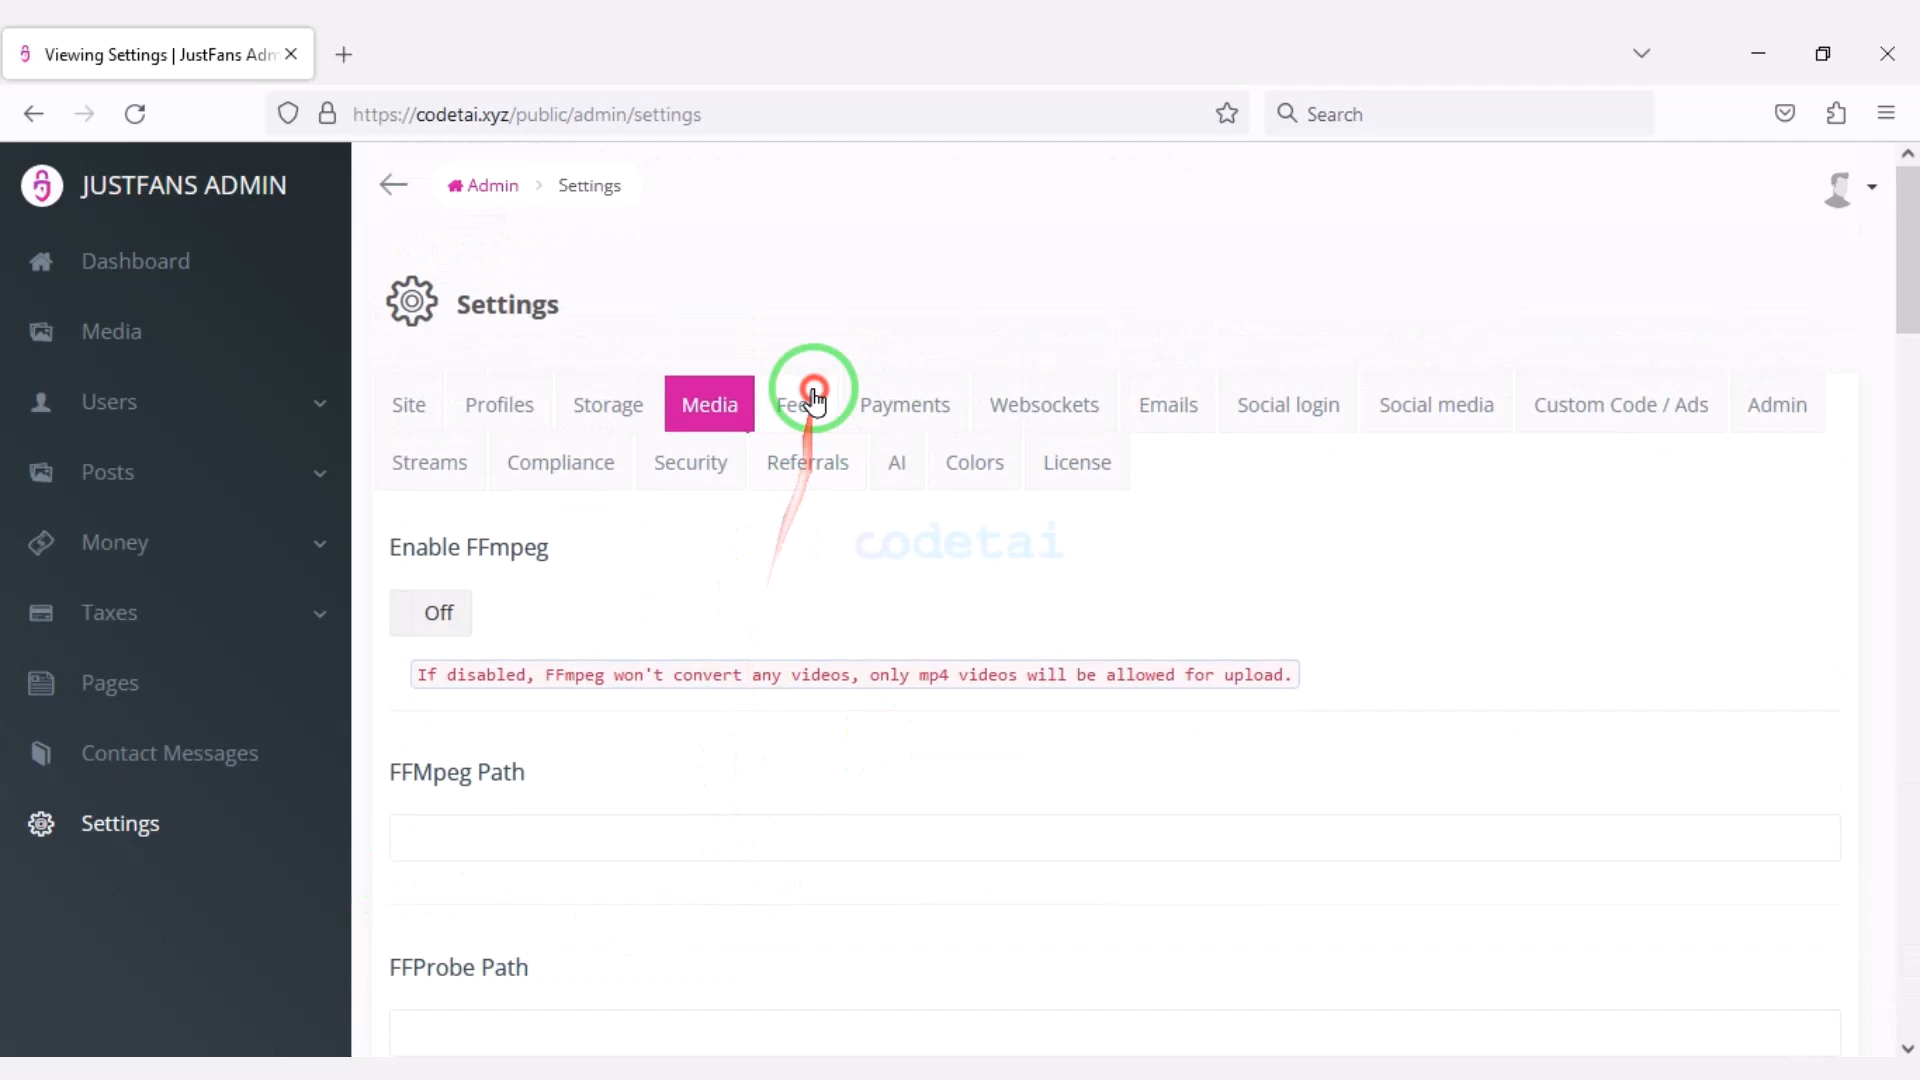 Viewing Settings | JustFans Adm
https://codetai.xyz/public/admin/settings
Search
JUSTFANS ADMIN
Admin
Settings
Dashboard
Media
Users
Posts
Money
Taxes
Pages
Contact Messages
Settings
Settings
Site Profiles Storage Media Payments Websockets Emails Social login Social media Custom Code / Ads Admin
Streams Compliance Security Referrals AI Colors License
codetai
Enable FFmpeg
Off
If disabled, FFmpeg won't convert any videos, only mp4 videos will be allowed for upload.
FFMpeg Path
FFProbe Path